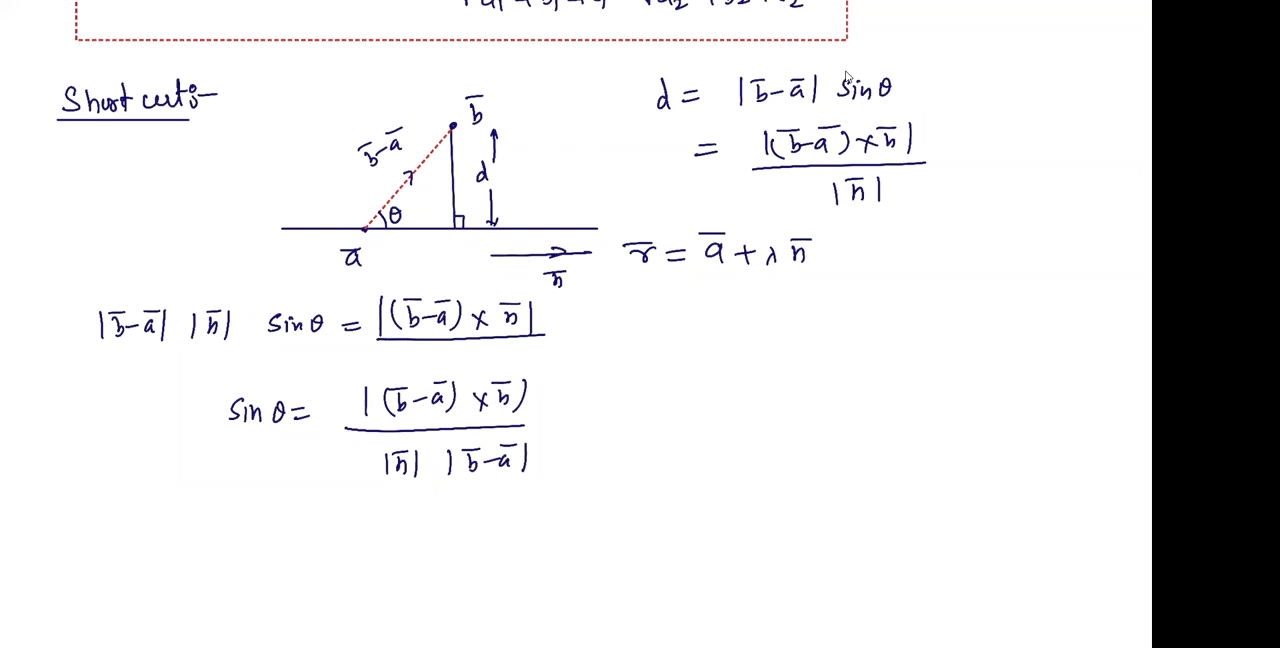 Short cut:-
d = |b̅-a̅| sin θ
= |(b̅-a̅) × n̅| / |n̅|
b̅
b̅-a̅
d
θ
a̅
n̅
r̅ = a̅ + λ n̅
|b̅-a̅| |n̅| sin θ = |(b̅-a̅) × n̅|
sin θ = |(b̅-a̅) × n̅| / |n̅| |b̅-a̅|